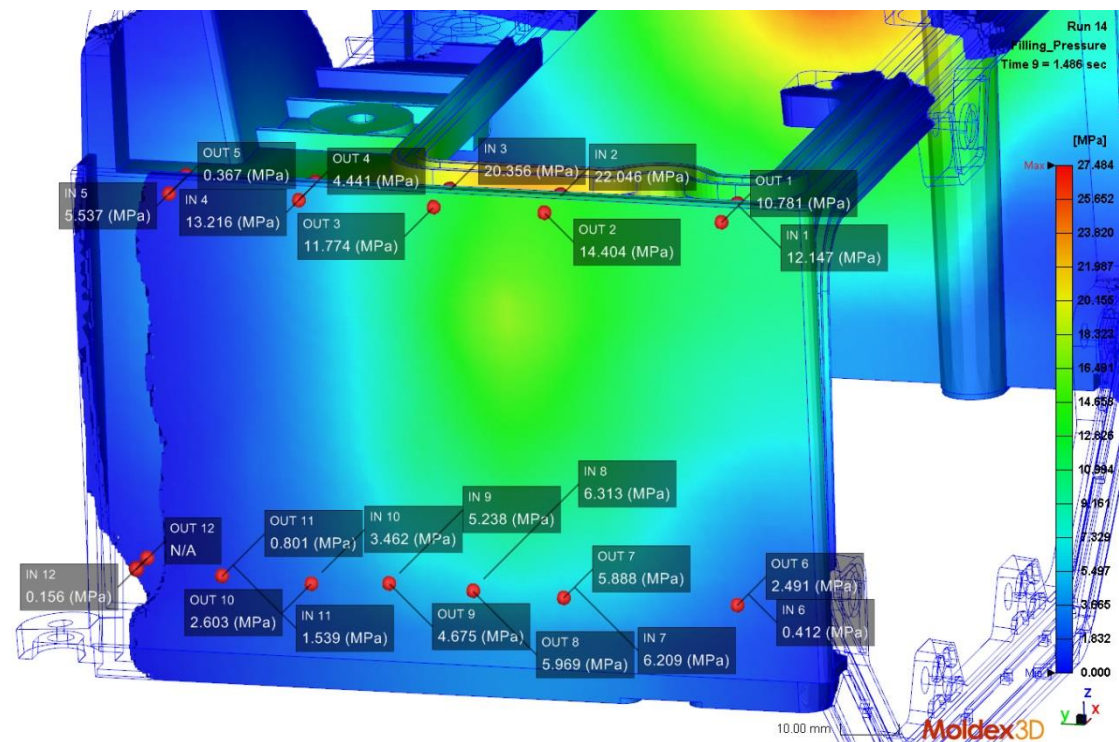 Run 14
Filling_Pressure
Time 9 = 1.486 sec
[MPa]
Max
27.484
25.652
23.820
21.987
20.156
18.323
16.491
14.658
12.826
10.994
9.161
7.329
5.497
3.665
1.832
0.000
Min
OUT 5
0.367 (MPa)
OUT 4
4.441 (MPa)
IN 3
20.356 (MPa)
IN 2
22.046 (MPa)
OUT 1
10.781 (MPa)
IN 5
5.537 (MPa)
IN 4
13.216 (MPa)
OUT 3
11.774 (MPa)
OUT 2
14.404 (MPa)
IN 1
12.147 (MPa)
IN 8
6.313 (MPa)
IN 9
5.238 (MPa)
IN 10
3.462 (MPa)
OUT 11
0.801 (MPa)
OUT 12
N/A
OUT 7
5.888 (MPa)
OUT 6
2.491 (MPa)
IN 12
0.156 (MPa)
OUT 10
2.603 (MPa)
IN 11
1.539 (MPa)
OUT 9
4.675 (MPa)
OUT 8
5.969 (MPa)
IN 7
6.209 (MPa)
IN 6
0.412 (MPa)
z
y
x
10.00 mm
Moldex3D